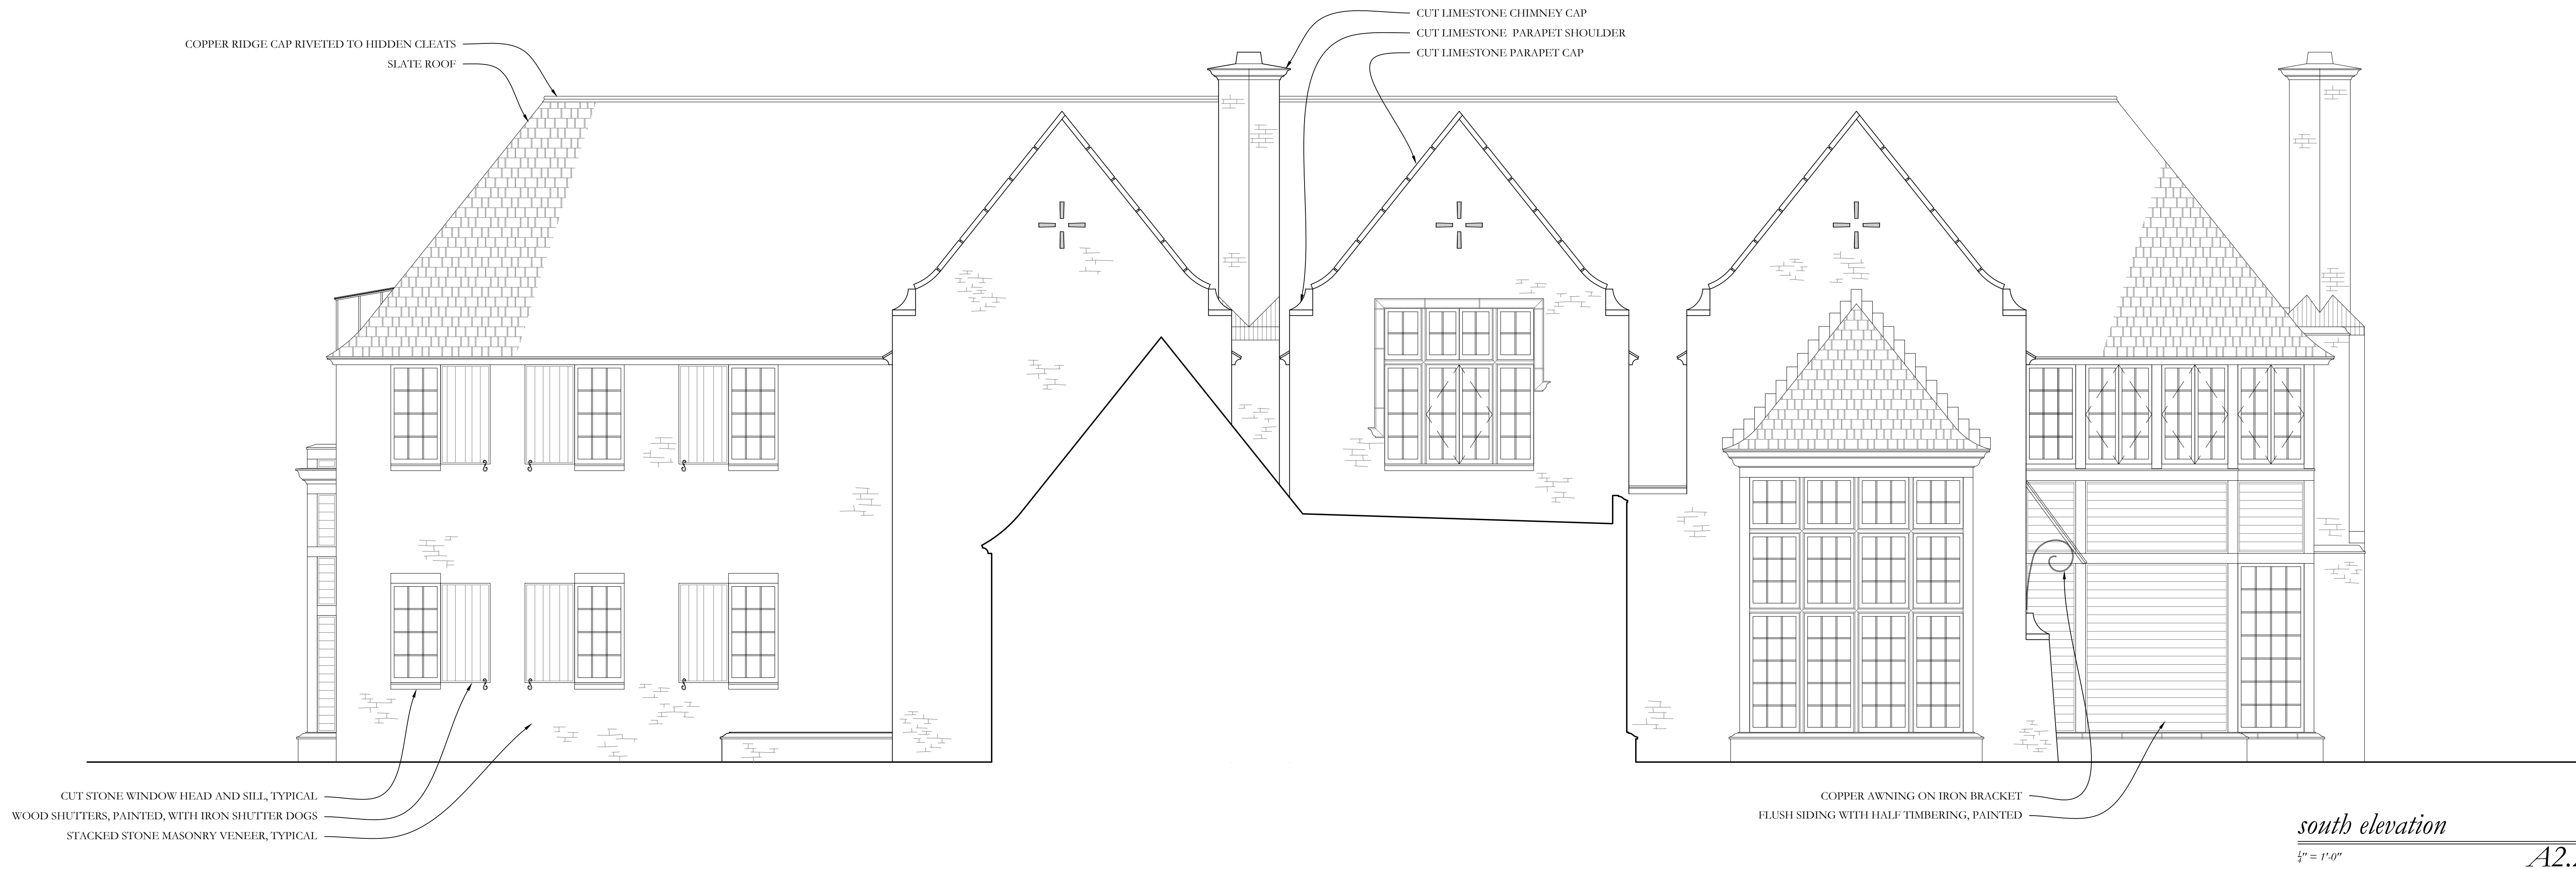 COPPER RIDGE CAP RIVETED TO HIDDEN CLEATS
SLATE ROOF
CUT LIMESTONE CHIMNEY CAP
CUT LIMESTONE PARAPET SHOULDER
CUT LIMESTONE PARAPET CAP
CUT STONE WINDOW HEAD AND SILL, TYPICAL
WOOD SHUTTERS, PAINTED, WITH IRON SHUTTER DOGS
STACKED STONE MASONRY VENEER, TYPICAL
COPPER AWNING ON IRON BRACKET
FLUSH SIDING WITH HALF TIMBERING, PAINTED
south elevation
¼" = 1'-0"
A2.